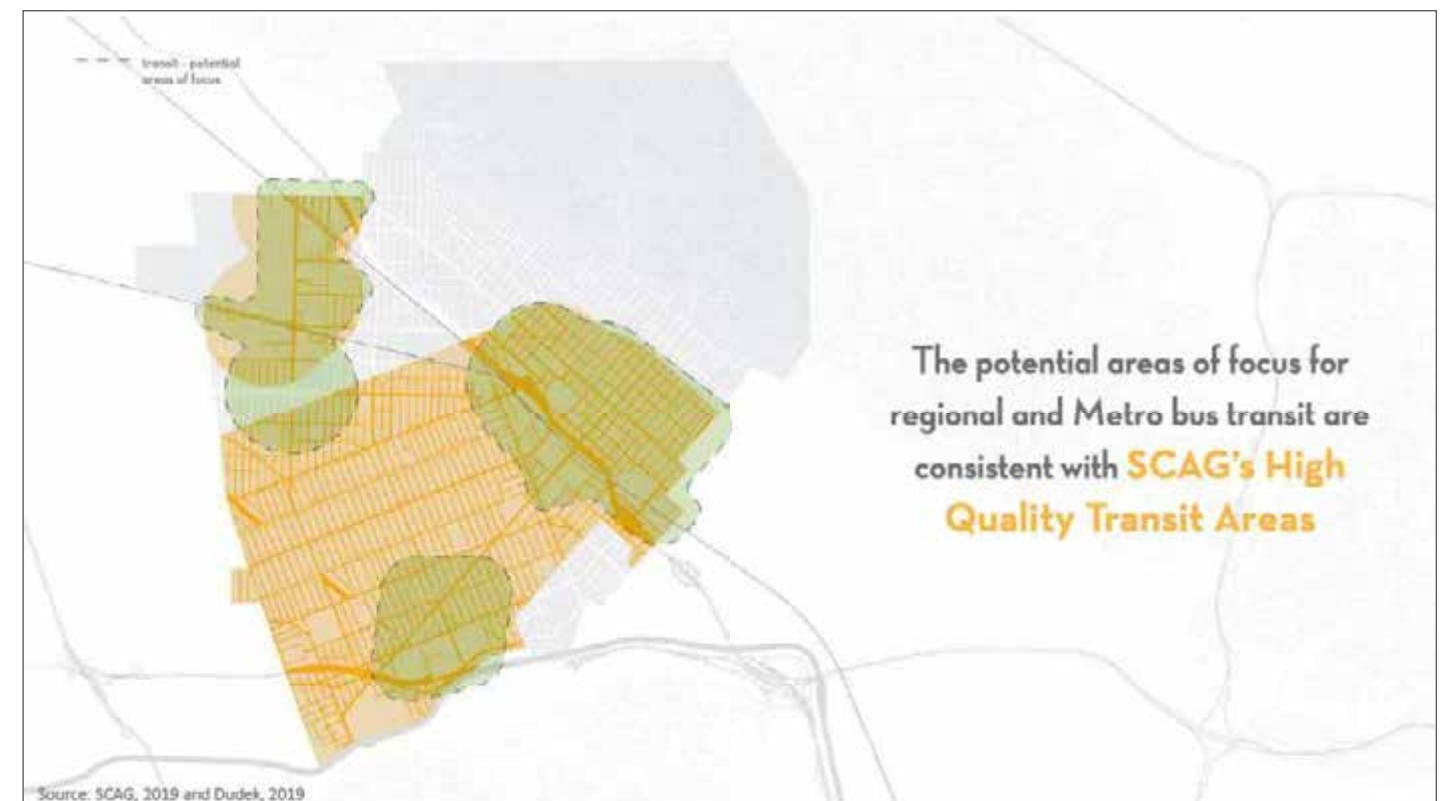 transit - potential
areas of focus
The potential areas of focus for
regional and Metro bus transit are
consistent with SCAG's High
Quality Transit Areas
Source: SCAG, 2019 and Dudek, 2019